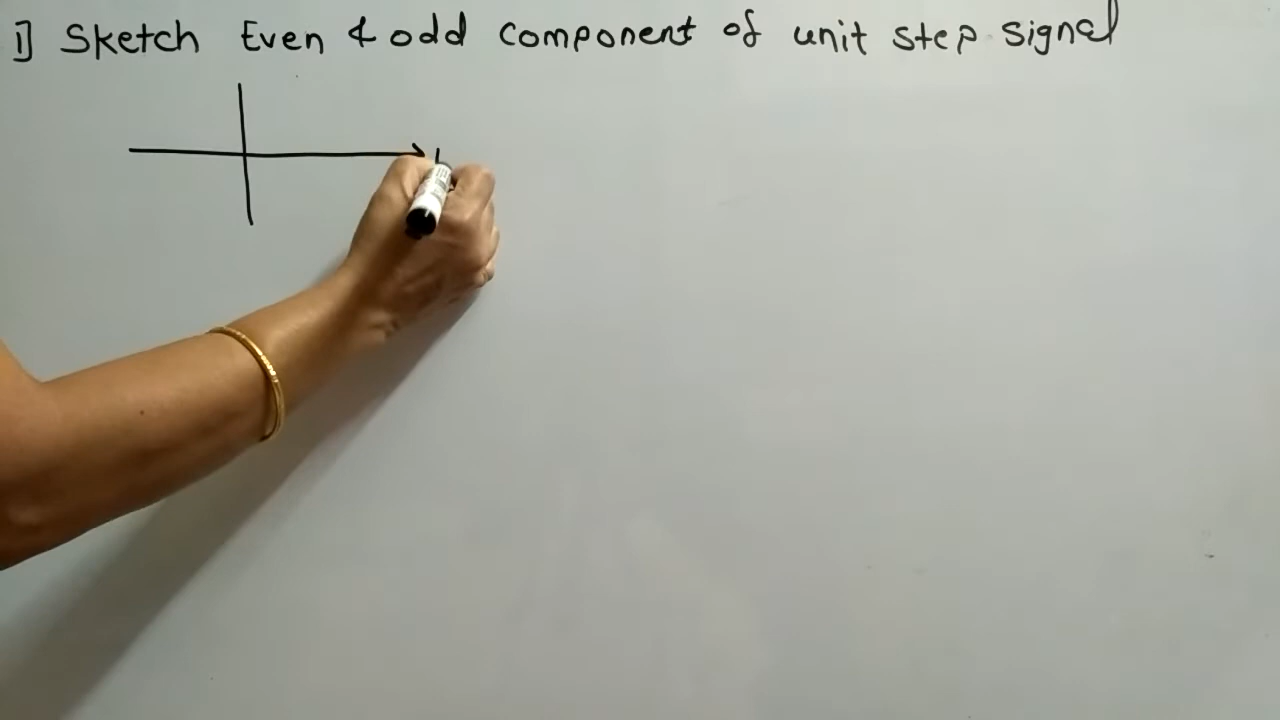 1] Sketch Even & odd component of unit step signal